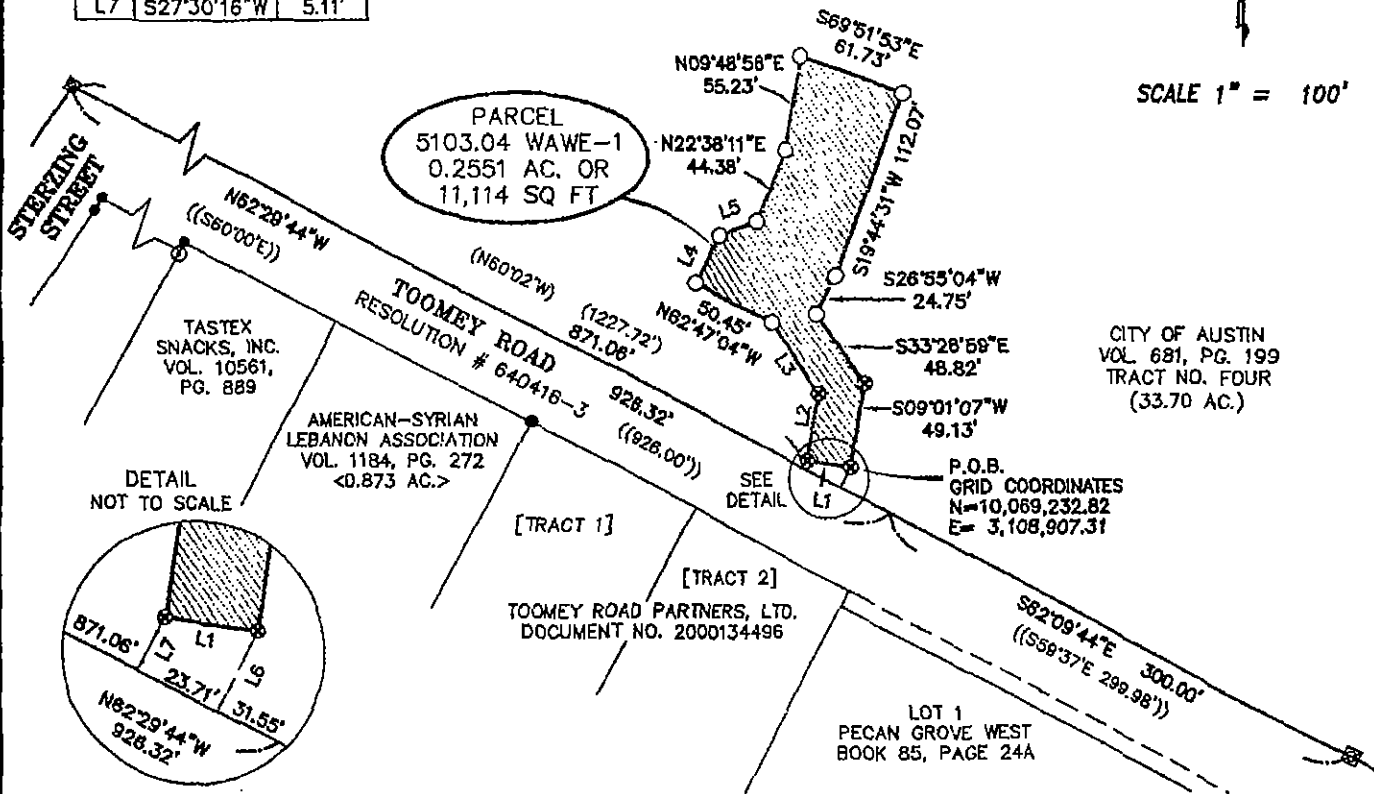 L7 S27°30'16"W 5.11'
SCALE 1" = 100'
S69°51'53"E
61.73'
N09°48'56"E
55.23'
PARCEL
5103.04 WAWE-1
0.2551 AC. OR
11,114 SQ FT
N22°38'11"E
44.38'
S19°44'31"W 112.07'
L5
L4
STERZING
STREET
N62°29'44"W
((S60°00'E))
(N60°02'W)
(1227.72')
871.06'
TOOMEY ROAD
RESOLUTION # 640416-3
926.32'
((926.00'))
50.45'
N62°47'04"W
L3
L2
S26°55'04"W
24.75'
S33°26'59"E
48.82'
S09°01'07"W
49.13'
CITY OF AUSTIN
VOL. 681, PG. 199
TRACT NO. FOUR
(33.70 AC.)
TASTEX
SNACKS, INC.
VOL. 10561,
PG. 889
AMERICAN-SYRIAN
LEBANON ASSOCIATION
VOL. 1184, PG. 272
<0.873 AC.>
SEE
DETAIL
L1
P.O.B.
GRID COORDINATES
N=10,069,232.82
E= 3,108,907.31
DETAIL
NOT TO SCALE
[TRACT 1]
[TRACT 2]
TOOMEY ROAD PARTNERS, LTD.
DOCUMENT NO. 2000134496
871.06'
L7
L1
L6
23.71'
31.55'
N62°29'44"W
926.32'
S62°09'44"E 300.00'
((S59°37'E 299.98'))
LOT 1
PECAN GROVE WEST
BOOK 85, PAGE 24A